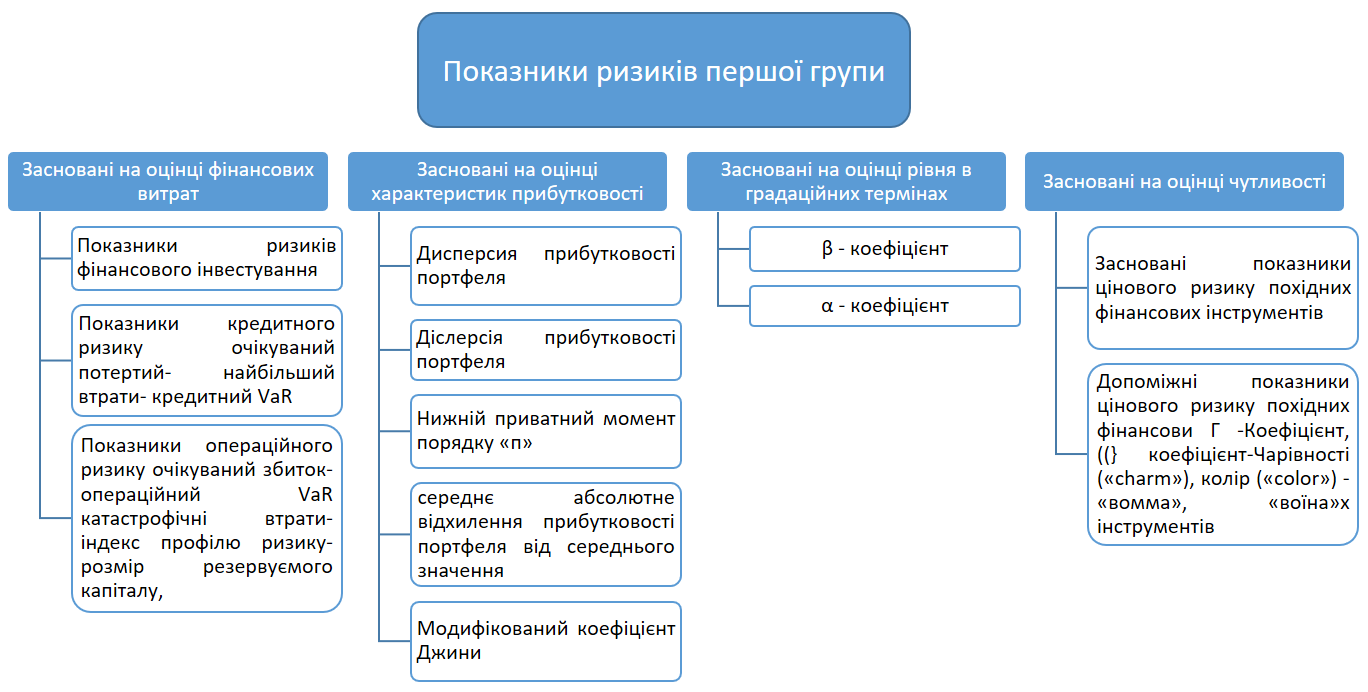 Показники ризиків першої групи
Засновані на оцінці фінансових
витрат
Показники ризиків
фінансового інвестування
Показники кредитного
ризику очікуваний
потертий- найбільший
втрати- кредитний VaR
Показники операційного
ризику очікуваний збиток-
операційний VaR
катастрофічні втрати-
індекс профілю ризику-
розмір резервуємого
капіталу,
Засновані на оцінці
характеристик прибутковості
Дисперсия прибутковості
портфеля
Діслерсія прибутковості
портфеля
Нижній приватний момент
порядку «п»
середнє абсолютне
відхилення прибутковості
портфеля від середнього
значення
Модифікований коефіцієнт
Джини
Засновані на оцінці рівня в
градаційних термінах
β - коефіцієнт
α - коефіцієнт
Засновані на оцінці чутливості
Засновані показники
цінового ризику похідних
фінансових інструментів
Допоміжні показники
цінового ризику похідних
фінансови Г -Коефіцієнт,
((} коефіцієнт-Чарівності
(«charm»), колір («color») -
«вомма», «воїна»х
інструментів